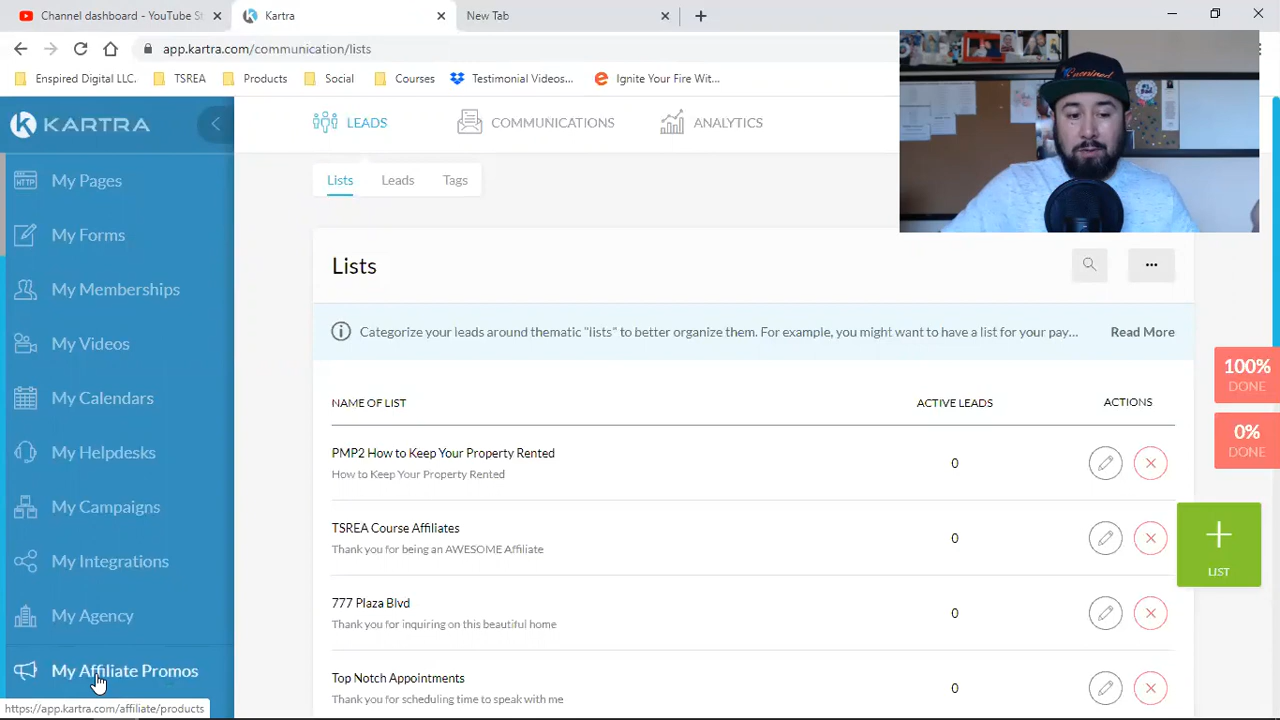 Channel dashboard - YouTube St
Kartra
New Tab
app.kartra.com/communication/lists
Enspired Digital LLC.
TSREA
Products
Social
Courses
Testimonial Videos...
Ignite Your Fire Wit...
KARTRA
LEADS
COMMUNICATIONS
ANALYTICS
My Pages
My Forms
My Memberships
My Videos
My Calendars
My Helpdesks
My Campaigns
My Integrations
My Agency
My Affiliate Promos
https://app.kartra.com/affiliate/products
Lists
Leads
Tags
Lists
Categorize your leads around thematic "lists" to better organize them. For example, you might want to have a list for your pay...
Read More
NAME OF LIST
ACTIVE LEADS
ACTIONS
PMP2 How to Keep Your Property Rented
0
How to Keep Your Property Rented
TSREA Course Affiliates
0
Thank you for being an AWESOME Affiliate
777 Plaza Blvd
0
Thank you for inquiring on this beautiful home
Top Notch Appointments
0
Thank you for scheduling time to speak with me
100%
DONE
0%
DONE
LIST